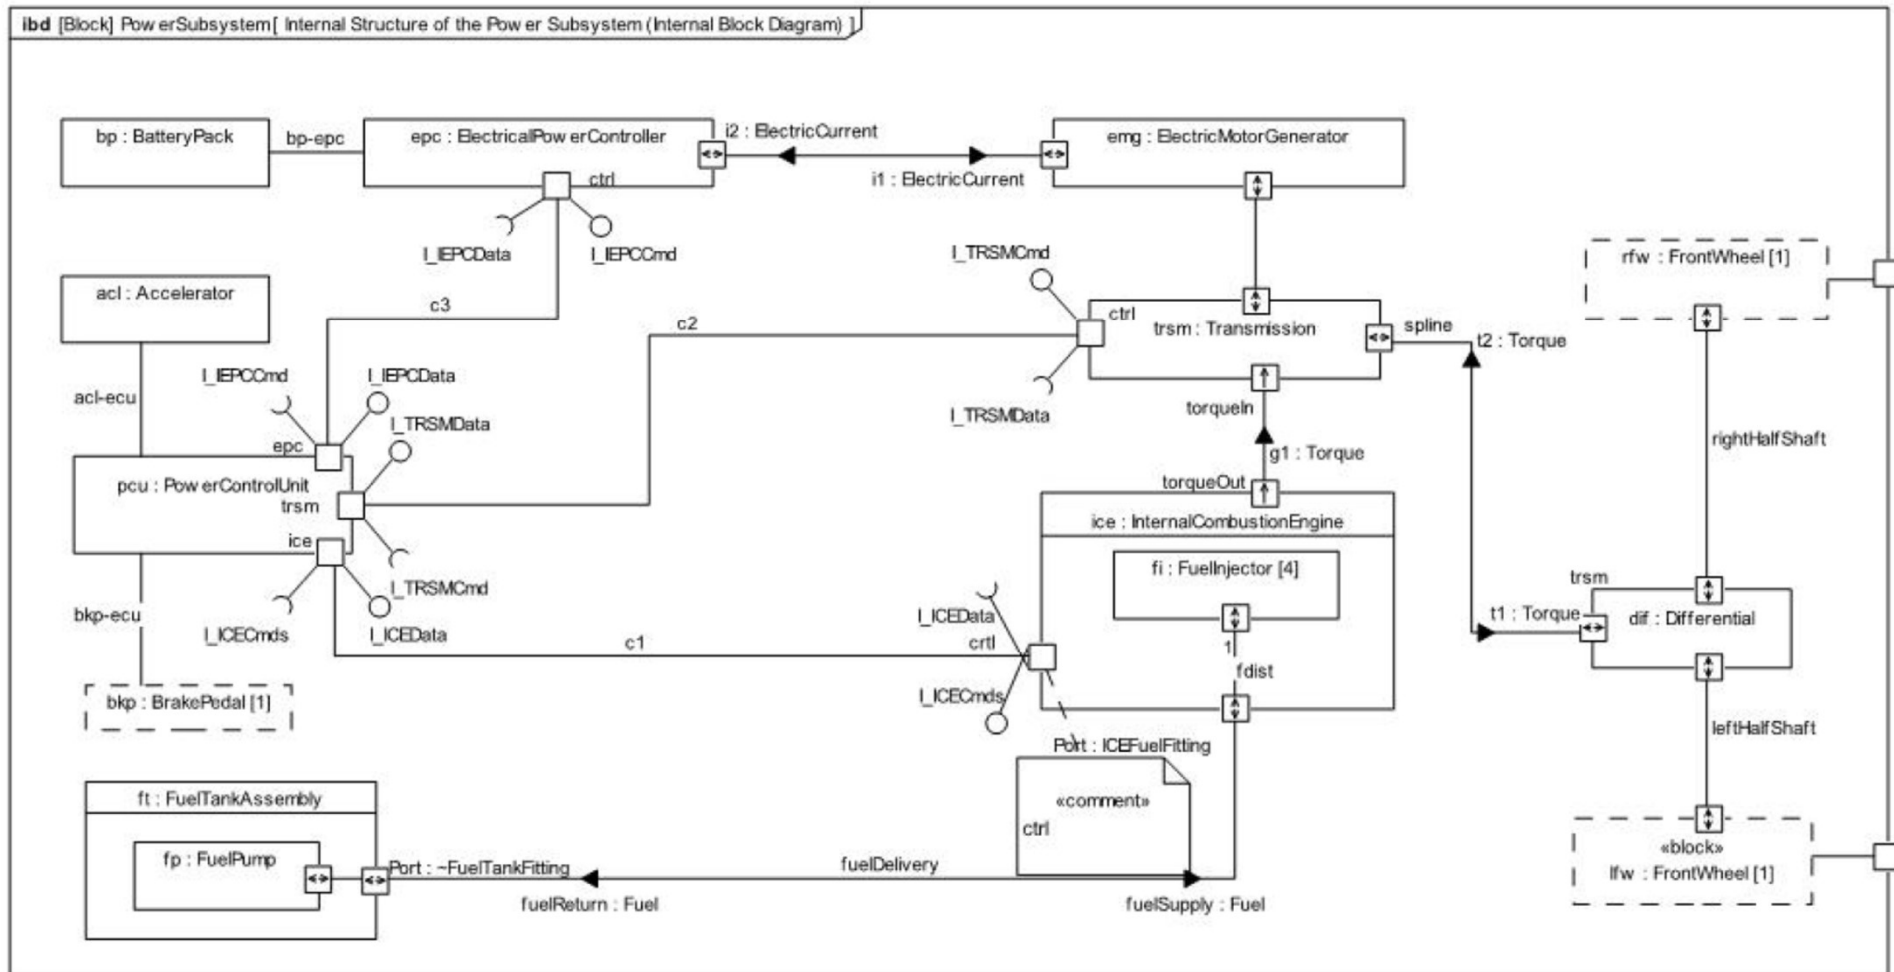 ibd [Block] PowerSubsystem[ Internal Structure of the Power Subsystem (Internal Block Diagram) ]
bp : BatteryPack
bp-epc
epc : ElectricalPowerController
i2 : ElectricCurrent
emg : ElectricMotorGenerator
ctrl
i1 : ElectricCurrent
I_IEPCData
I_IEPCCmd
I_TRSMCmd
rfw : FrontWheel [1]
acl : Accelerator
c3
c2
ctrl
trsm : Transmission
spline
t2 : Torque
I_IEPCCmd
I_IEPCData
acl-ecu
I_TRSMData
I_TRSMData
torqueIn
epc
rightHalfShaft
g1 : Torque
pcu : PowerControlUnit
trsm
torqueOut
ice : InternalCombustionEngine
ice
fi : FuelInjector [4]
trsm
I_TRSMCmd
bkp-ecu
I_ICECmds
I_ICEData
I_ICEData
t1 : Torque
dif : Differential
c1
crtl
1
fdist
bkp : BrakePedal [1]
I_ICECmds
leftHalfShaft
Port : ICEFuelFitting
ft : FuelTankAssembly
«comment»
ctrl
fp : FuelPump
Port : ~FuelTankFitting
fuelDelivery
«block»
lfw : FrontWheel [1]
fuelReturn : Fuel
fuelSupply : Fuel